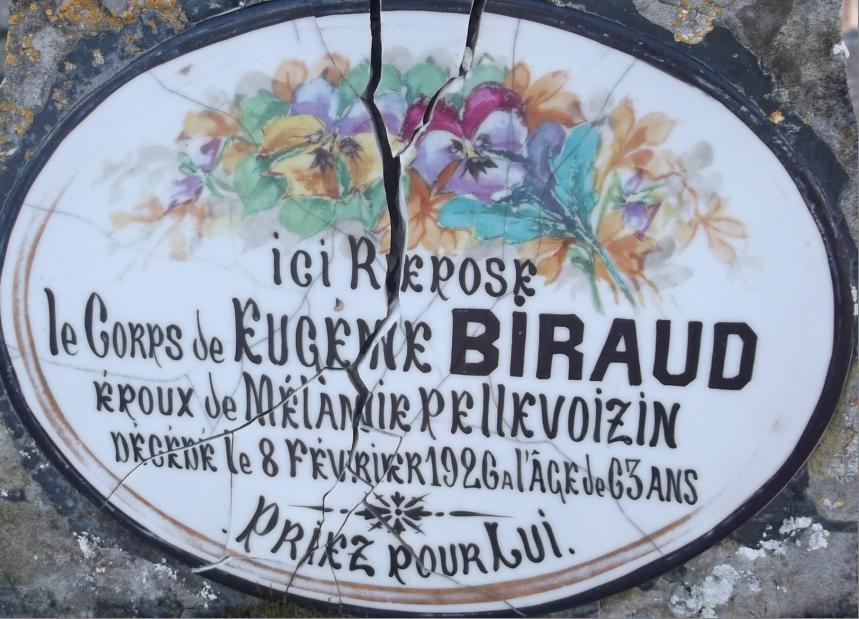 ici REPOSE
le CORPS de EUGÈNE BIRAUD
ÉPOUX de MÉLANIE PELLEVOIZIN
DÉCÉDÉ le 8 FÉVRIER 1926 A l'ÂGE de 63 ANS
PRIEZ POUR LUI.